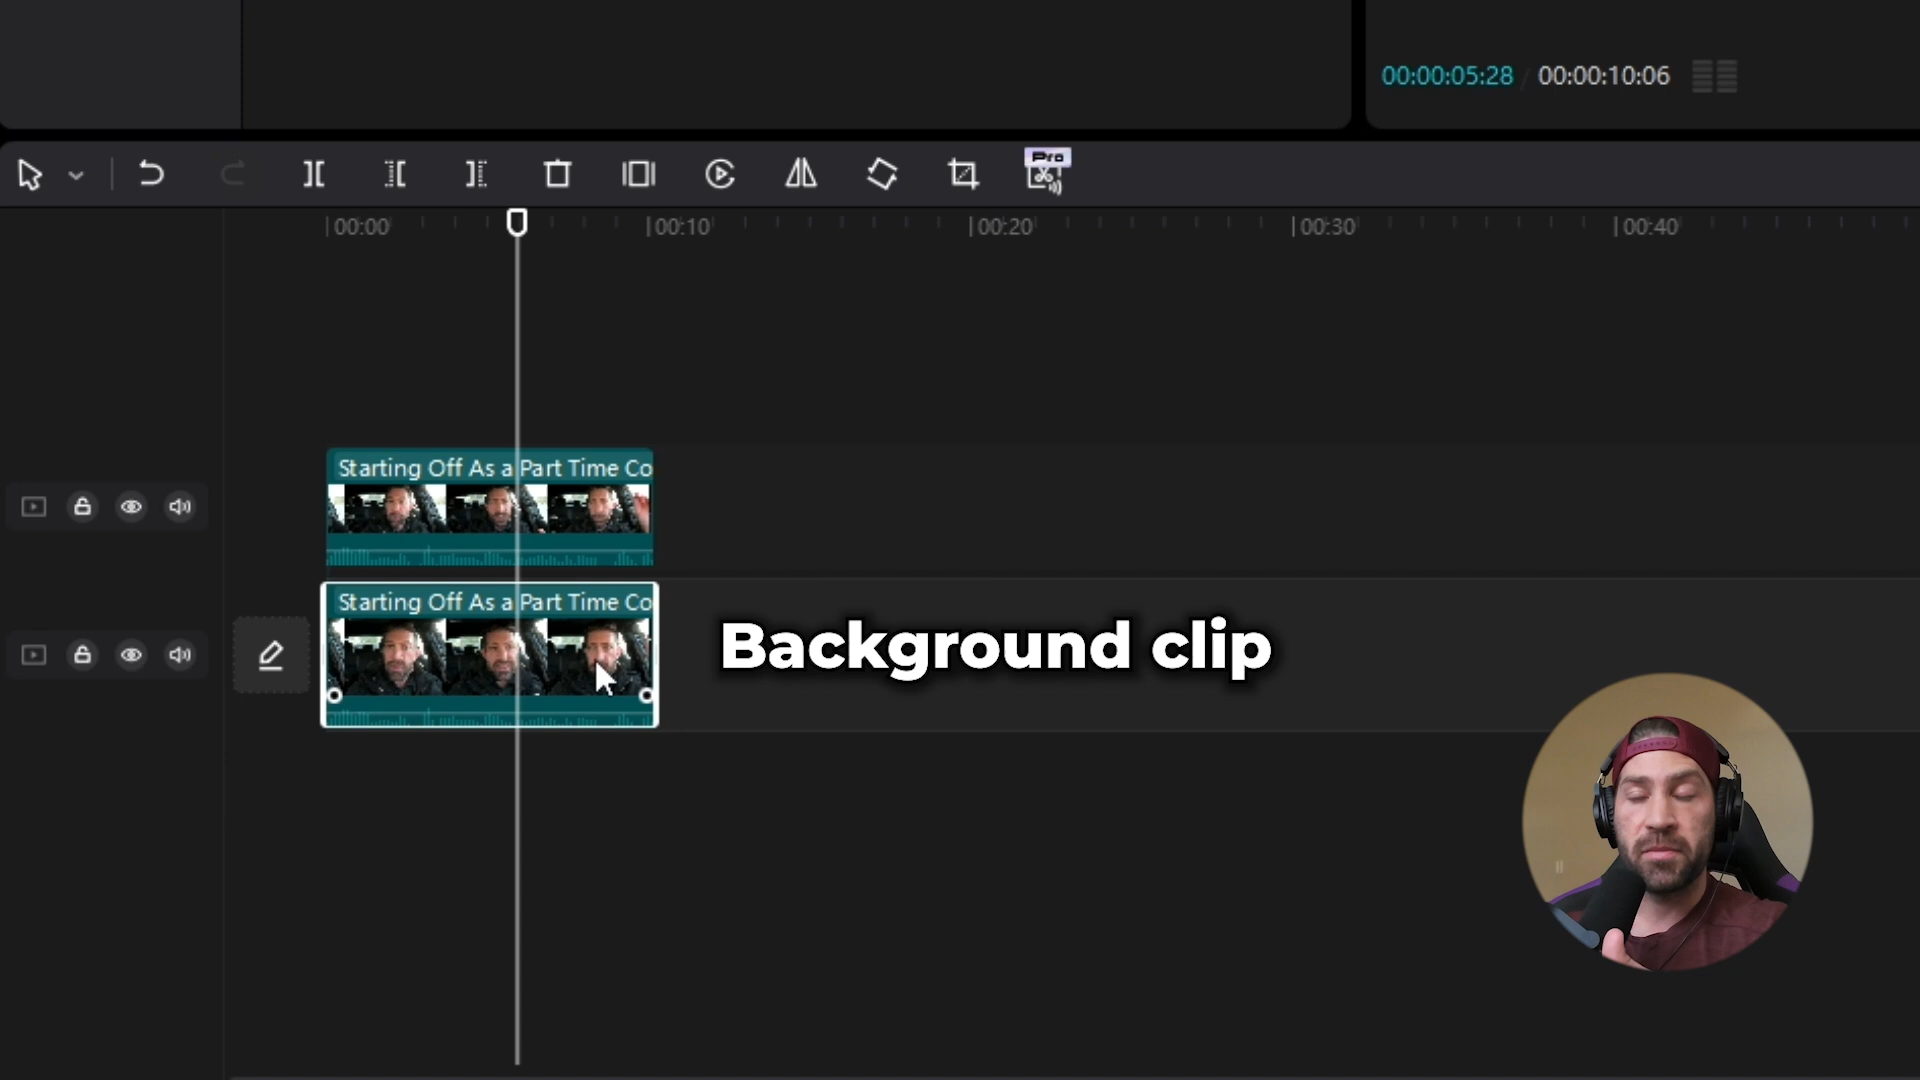 00:00:05:28 / 00:00:10:06
Pro
00:00 00:10 00:20 00:30 00:40
Starting Off As a Part Time Co
Starting Off As a Part Time Co
Background clip